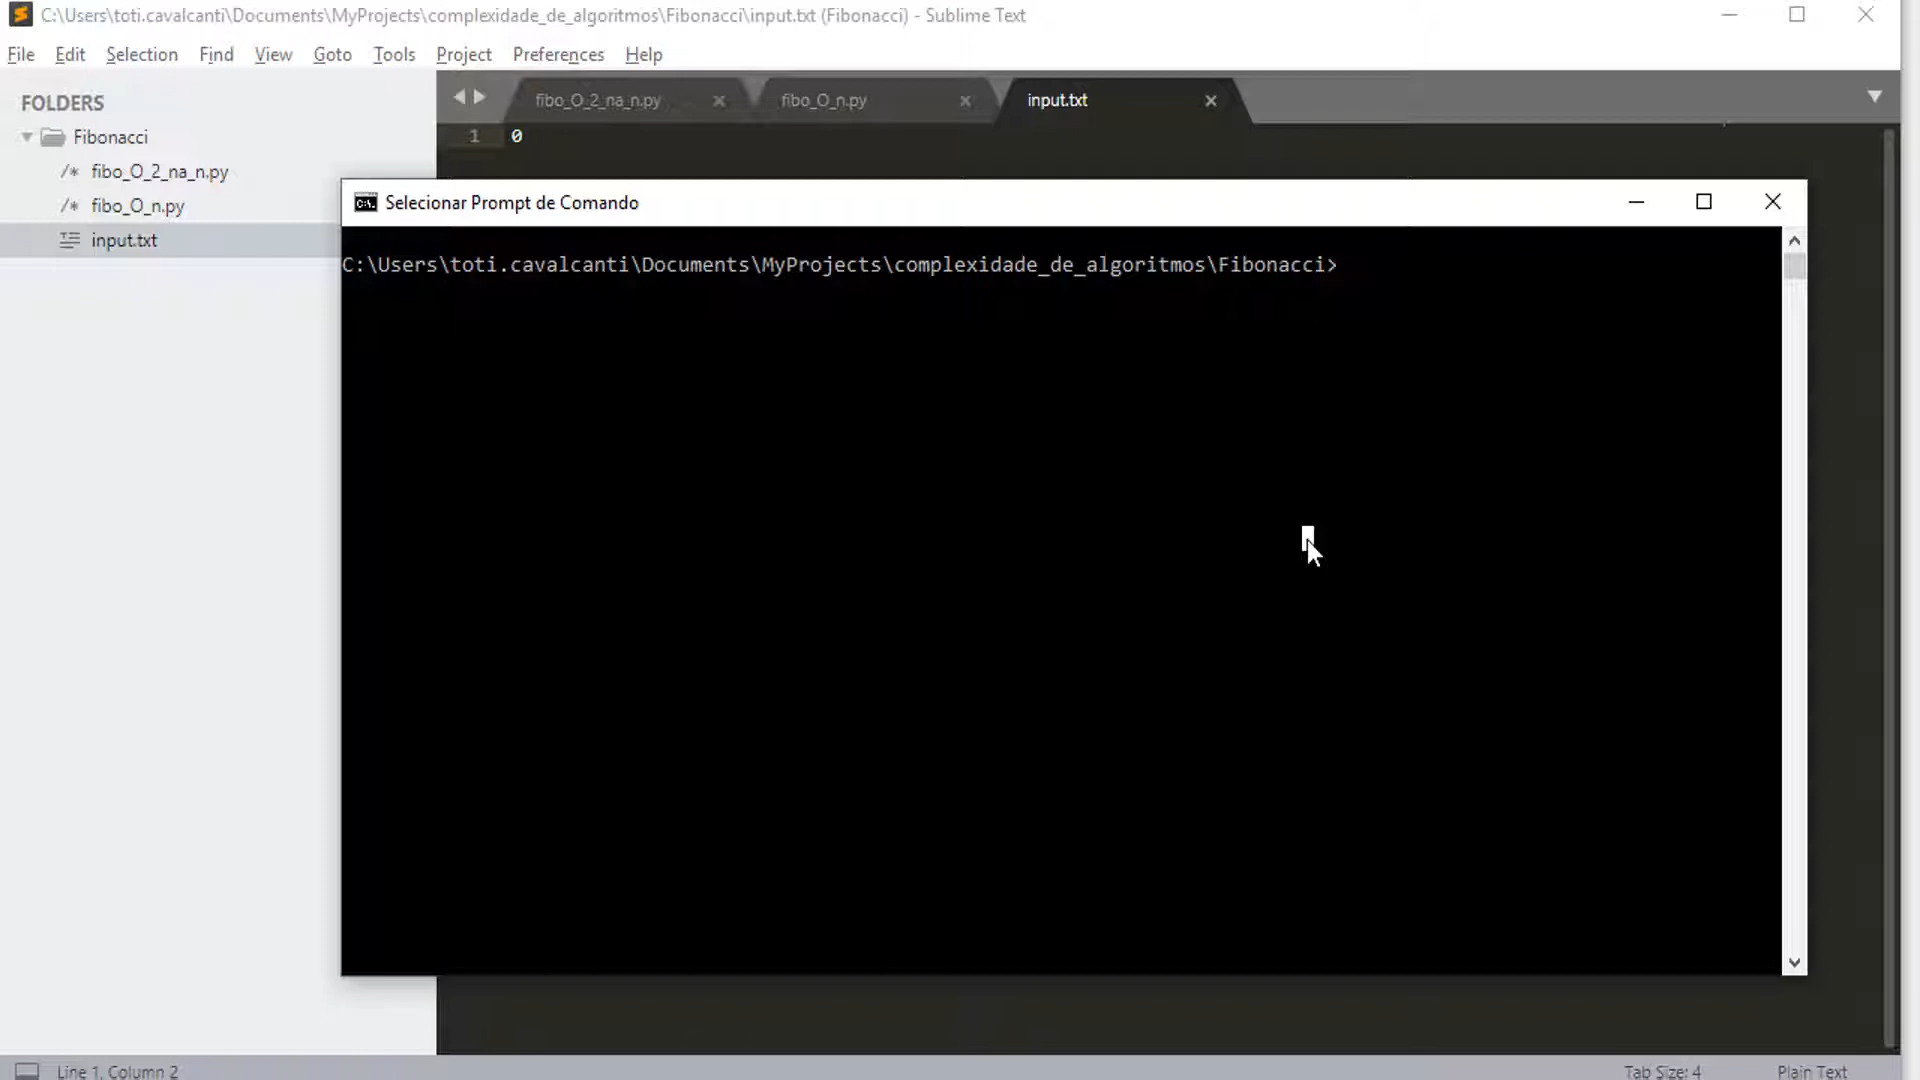 C:\Users\toti.cavalcanti\Documents\MyProjects\complexidade_de_algoritmos\Fibonacci\input.txt (Fibonacci) - Sublime Text
File Edit Selection Find View Goto Tools Project Preferences Help
FOLDERS
Fibonacci
/* fibo_O_2_na_n.py
/* fibo_O_n.py
input.txt
fibo_O_2_na_n.py fibo_O_n.py input.txt
1 0
Selecionar Prompt de Comando
C:\Users\toti.cavalcanti\Documents\MyProjects\complexidade_de_algoritmos\Fibonacci>
Line 1, Column 2 Tab Size: 4 Plain Text